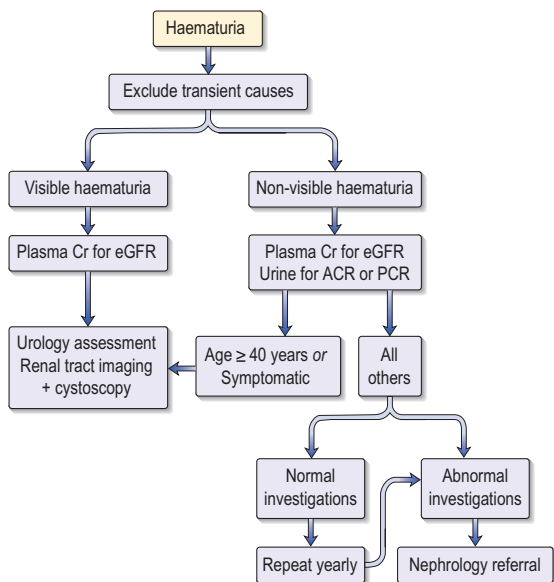 Haematuria
Exclude transient causes
Visible haematuria
Non-visible haematuria
Plasma Cr for eGFR
Plasma Cr for eGFR
Urine for ACR or PCR
Urology assessment
Renal tract imaging
+ cystoscopy
Age ≥ 40 years or
Symptomatic
All
others
Normal
investigations
Abnormal
investigations
Repeat yearly
Nephrology referral